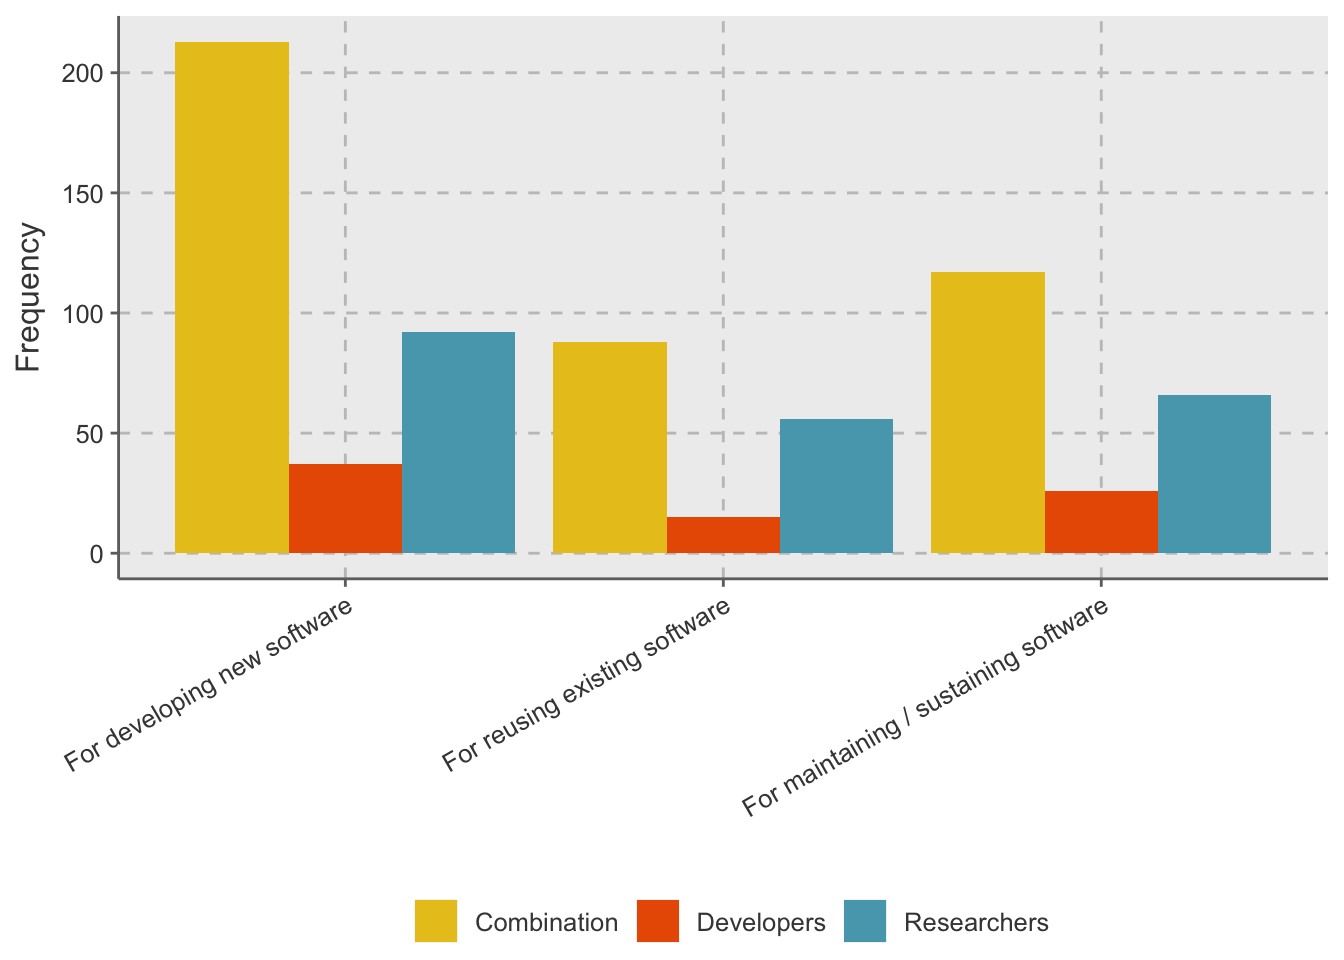 Frequency
200
150
100
50
0
For developing new software
For reusing existing software
For maintaining / sustaining software
Combination
Developers
Researchers